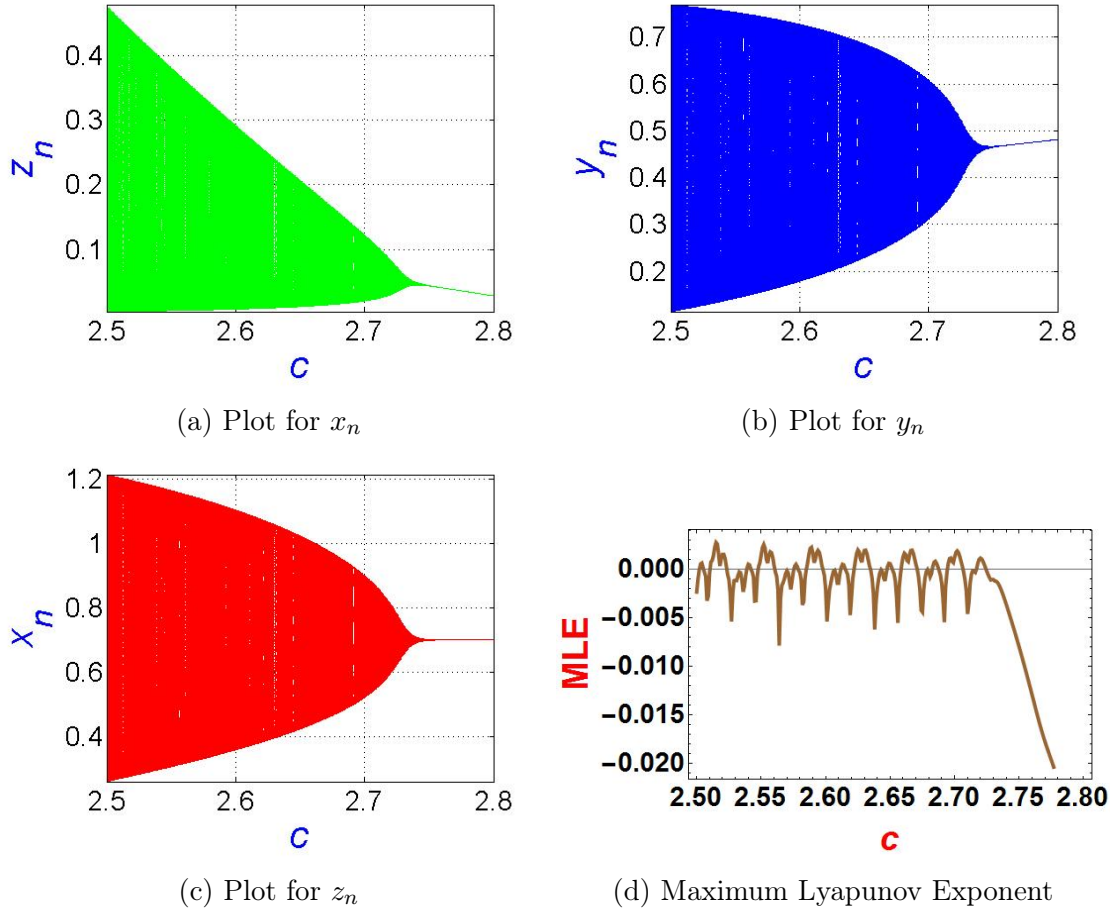 0.4
0.3
0.2
0.1
z_n
2.5 2.6 2.7 2.8
c
(a) Plot for x_n
0.7
0.6
0.5
0.4
0.3
0.2
y_n
2.5 2.6 2.7 2.8
c
(b) Plot for y_n
1.2
1
0.8
0.6
0.4
x_n
2.5 2.6 2.7 2.8
c
(c) Plot for z_n
0.000
−0.005
−0.010
−0.015
−0.020
MLE
2.50 2.55 2.60 2.65 2.70 2.75 2.80
c
(d) Maximum Lyapunov Exponent